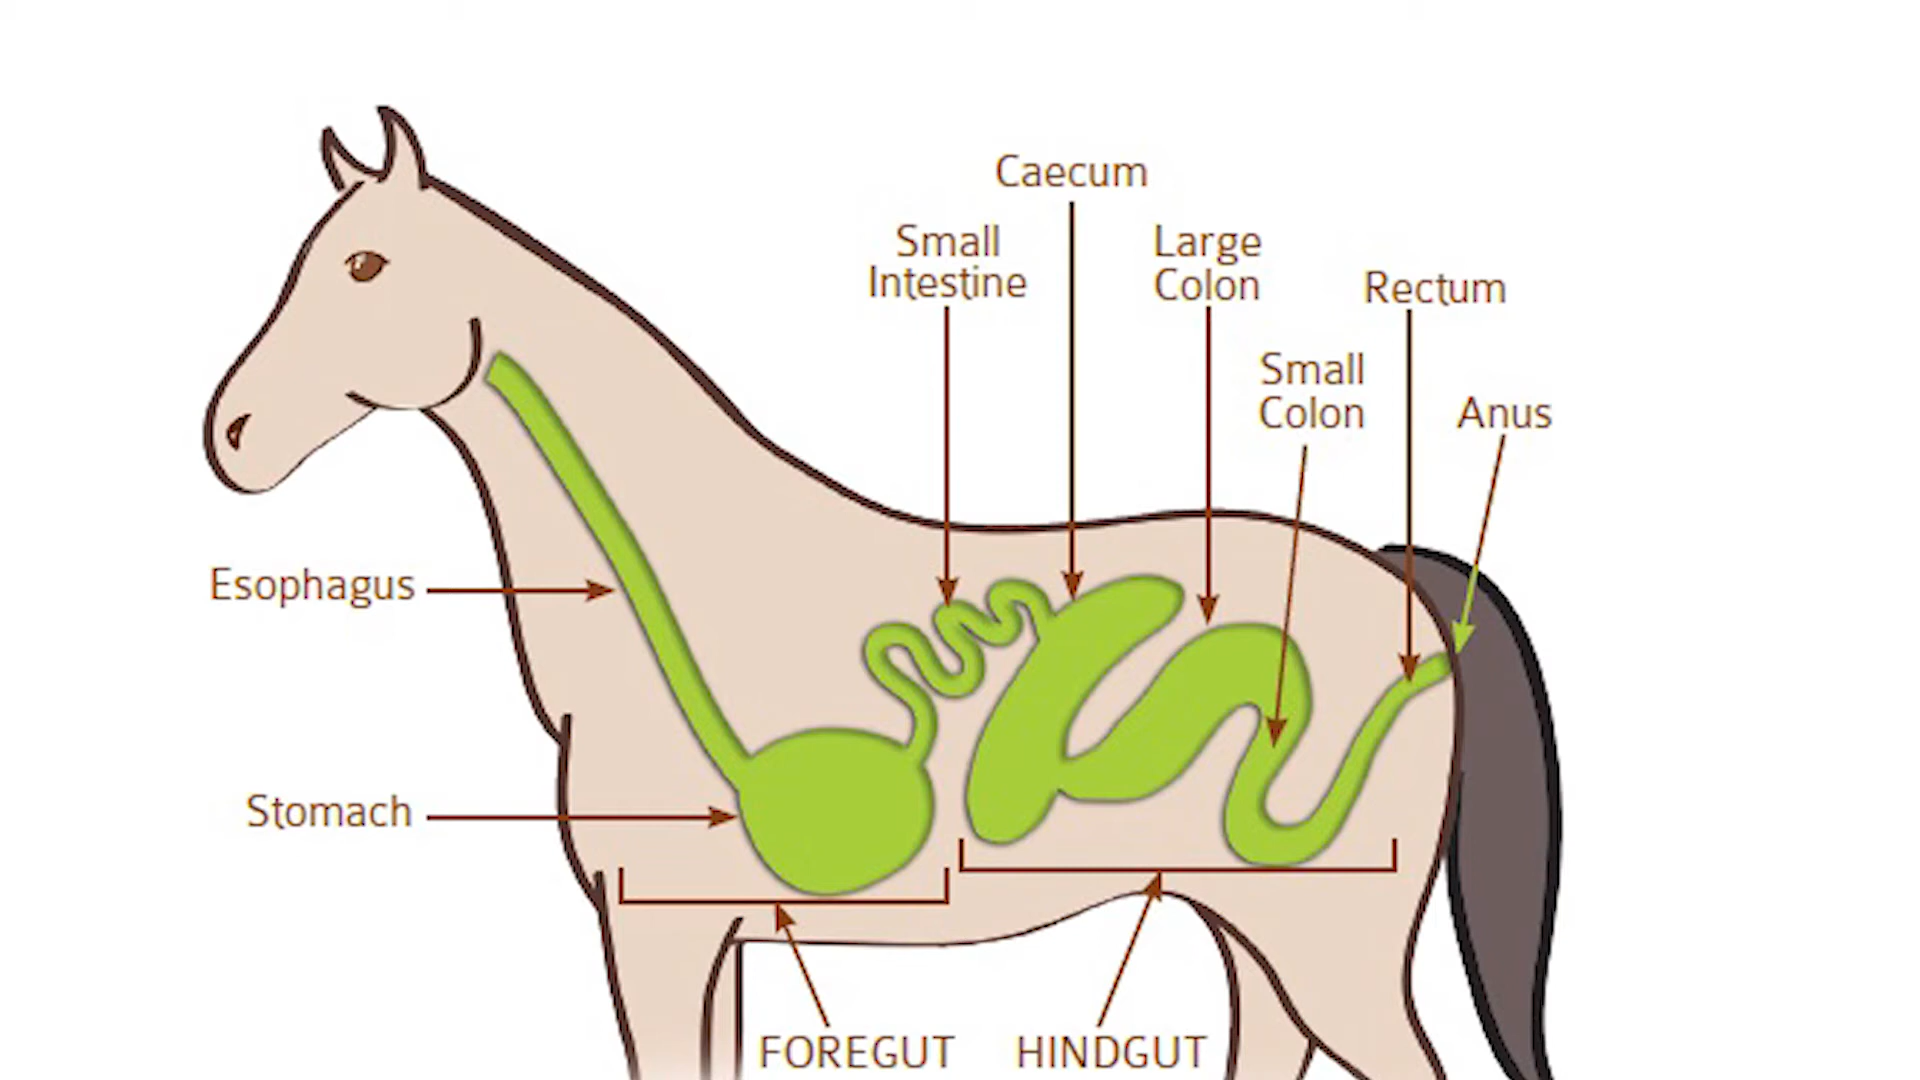 Caecum
Small
Intestine
Large
Colon
Rectum
Small
Colon
Anus
Esophagus
Stomach
FOREGUT
HINDGUT